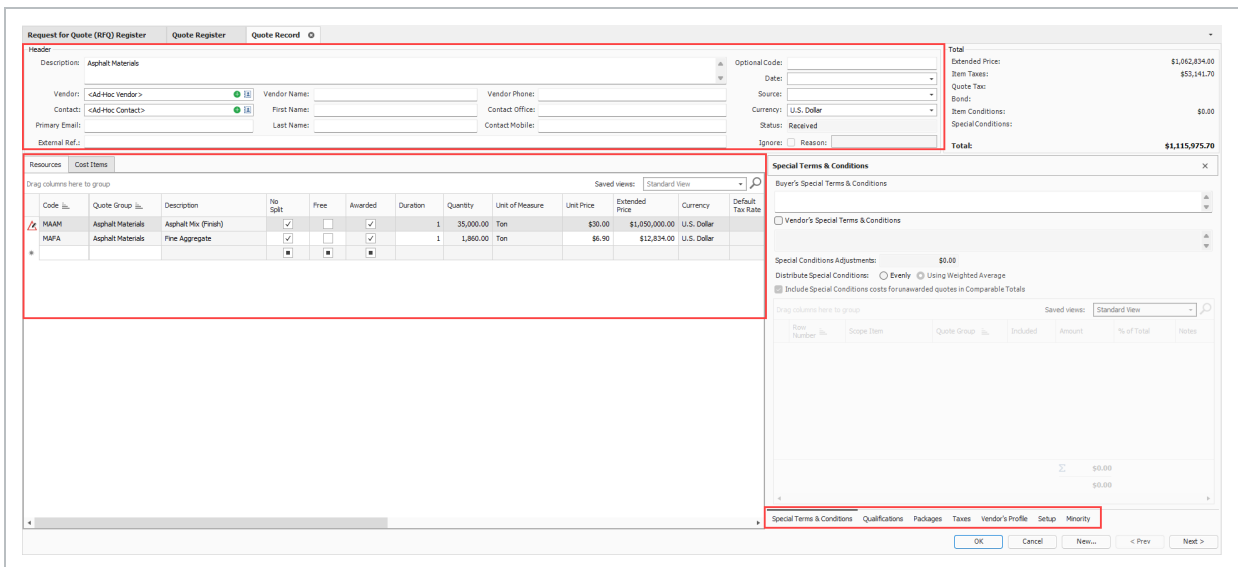 Request for Quote (RFQ) Register Quote Register Quote Record
Header
Description: Asphalt Materials
Optional Code:
Date:
Vendor: <Ad-Hoc Vendor> Vendor Name: Vendor Phone: Source:
Contact: <Ad-Hoc Contact> First Name: Contact Office: Currency: U.S. Dollar
Primary Email: Last Name: Contact Mobile: Status: Received
External Ref.: Ignore: Reason:
Total
Extended Price: $1,062,834.00
Item Taxes: $53,141.70
Quote Tax:
Bond:
Item Conditions: $0.00
Special Conditions:
Total: $1,115,975.70
Resources Cost Items
Drag columns here to group Saved views: Standard View
Code Quote Group Description No Split Free Awarded Duration Quantity Unit of Measure Unit Price Extended Price Currency Default Tax Rate
MAAM Asphalt Materials Asphalt Mix (Finish) 1 35,000.00 Ton $30.00 $1,050,000.00 U.S. Dollar
MAFA Asphalt Materials Fine Aggregate 1 1,860.00 Ton $6.90 $12,834.00 U.S. Dollar
Special Terms & Conditions
Buyer's Special Terms & Conditions
Vendor's Special Terms & Conditions
Special Conditions Adjustments: $0.00
Distribute Special Conditions: Evenly Using Weighted Average
Include Special Conditions costs for unawarded quotes in Comparable Totals
Drag columns here to group Saved views: Standard View
Row Number Scope Item Quote Group Included Amount % of Total Notes
Σ $0.00
$0.00
Special Terms & Conditions Qualifications Packages Taxes Vendor's Profile Setup Minority
OK Cancel New... < Prev Next >